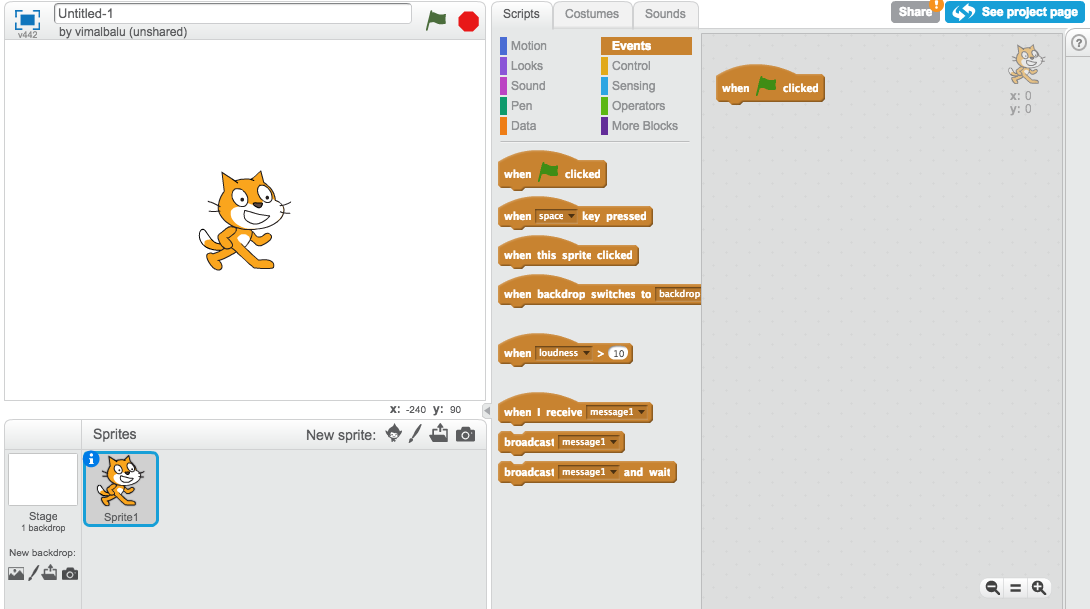 Untitled-1
by vimalbalu (unshared)
v442
Scripts
Costumes
Sounds
Share
!
See project page
Motion
Looks
Sound
Pen
Data
Events
Control
Sensing
Operators
More Blocks
when clicked
when space key pressed
when this sprite clicked
when backdrop switches to backdrop
when loudness > 10
when I receive message1
broadcast message1
broadcast message1 and wait
when clicked
x: 0
y: 0
?
x: -240 y: 90
Sprites
New sprite:
i
Sprite1
Stage
1 backdrop
New backdrop: